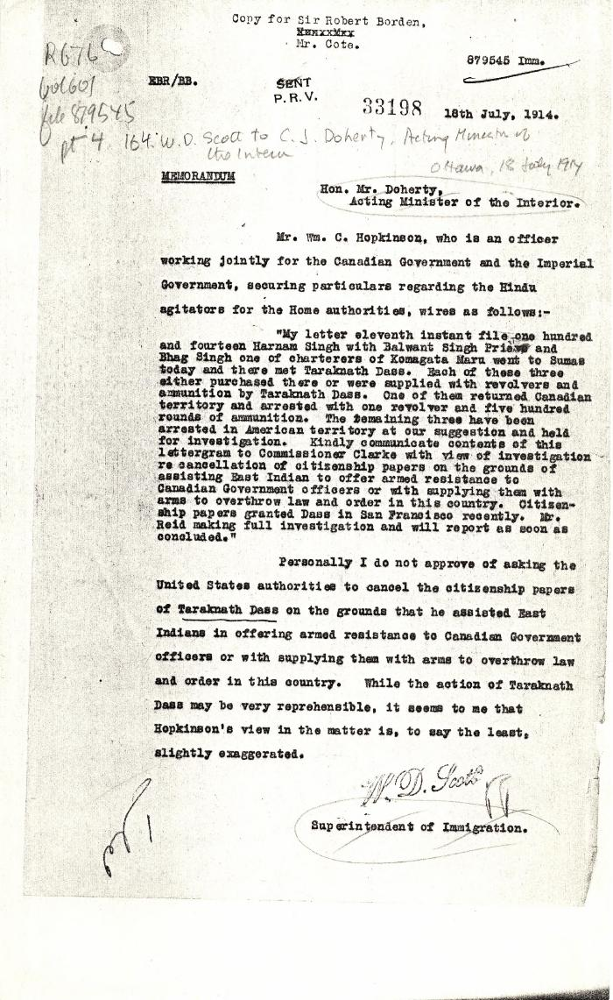 Copy for Sir Robert Borden,
Mr. Cote.
RG76
vol 601
file 879545
pt 4
879545 Imm.
EBR/BB.
SENT
P.R.V.
33198
18th July, 1914.
164. W.D. Scott to C. J. Doherty, Acting Minister of
the Interior
Ottawa, 18 July 1914
MEMORANDUM
Hon. Mr. Doherty,
Acting Minister of the Interior.
Mr. Wm. C. Hopkinson, who is an officer
working jointly for the Canadian Government and the Imperial
Government, securing particulars regarding the Hindu
agitators for the Home authorities, wires as follows:-
"My letter eleventh instant file one hundred
and fourteen Harnam Singh with Balwant Singh Priest and
Bhag Singh one of charterers of Komagata Maru went to Sumas
today and there met Taraknath Dass. Each of these three
either purchased there or were supplied with revolvers and
ammunition by Taraknath Dass. One of them returned Canadian
territory and arrested with one revolver and five hundred
rounds of ammunition. The remaining three have been
arrested in American territory at our suggestion and held
for investigation. Kindly communicate contents of this
lettergram to Commissioner Clarke with view of investigation
re cancellation of citizenship papers on the grounds of
assisting East Indian to offer armed resistance to
Canadian Government officers or with supplying them with
arms to overthrow law and order in this country. Citizen-
ship papers granted Dass in San Francisco recently. Mr.
Reid making full investigation and will report as soon as
concluded."
Personally I do not approve of asking the
United States authorities to cancel the citizenship papers
of Taraknath Dass on the grounds that he assisted East
Indians in offering armed resistance to Canadian Government
officers or with supplying them with arms to overthrow law
and order in this country. While the action of Taraknath
Dass may be very reprehensible, it seems to me that
Hopkinson's view in the matter is, to say the least,
slightly exaggerated.
W. D. Scott
Superintendent of Immigration.